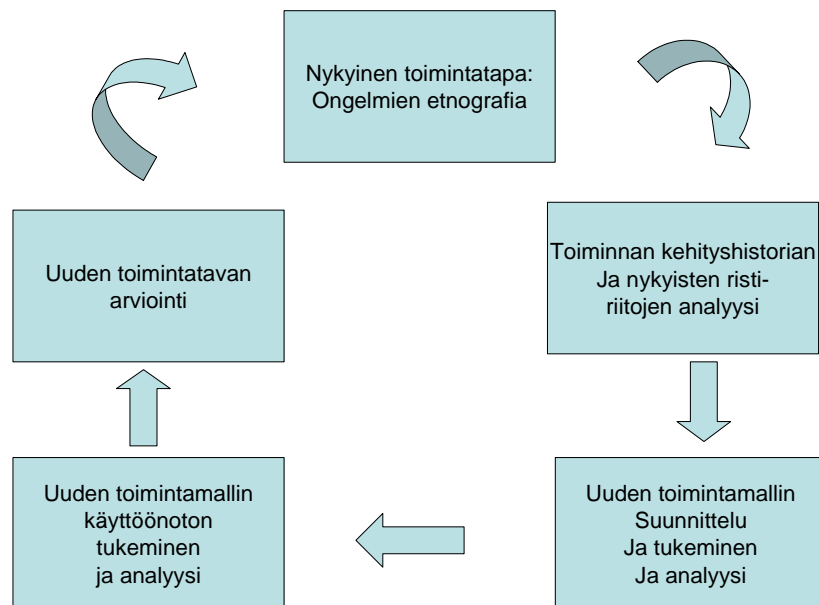 Nykyinen toimintatapa:
Ongelmien etnografia
Toiminnan kehityshistorian
Ja nykyisten risti-
riitojen analyysi
Uuden toimintamallin
Suunnittelu
Ja tukeminen
Ja analyysi
Uuden toimintamallin
käyttöönoton
tukeminen
ja analyysi
Uuden toimintatavan
arviointi